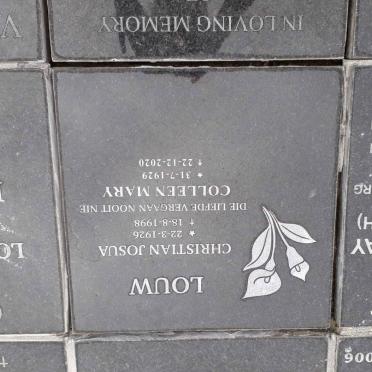 LOUW
CHRISTIAN JOSUA
* 22-3-1926
† 18-8-1998
DIE LIEFDE VERGAAN NOOIT NIE
COLLEEN MARY
* 31-7-1929
† 22-12-2020
IN LOVING MEMORY